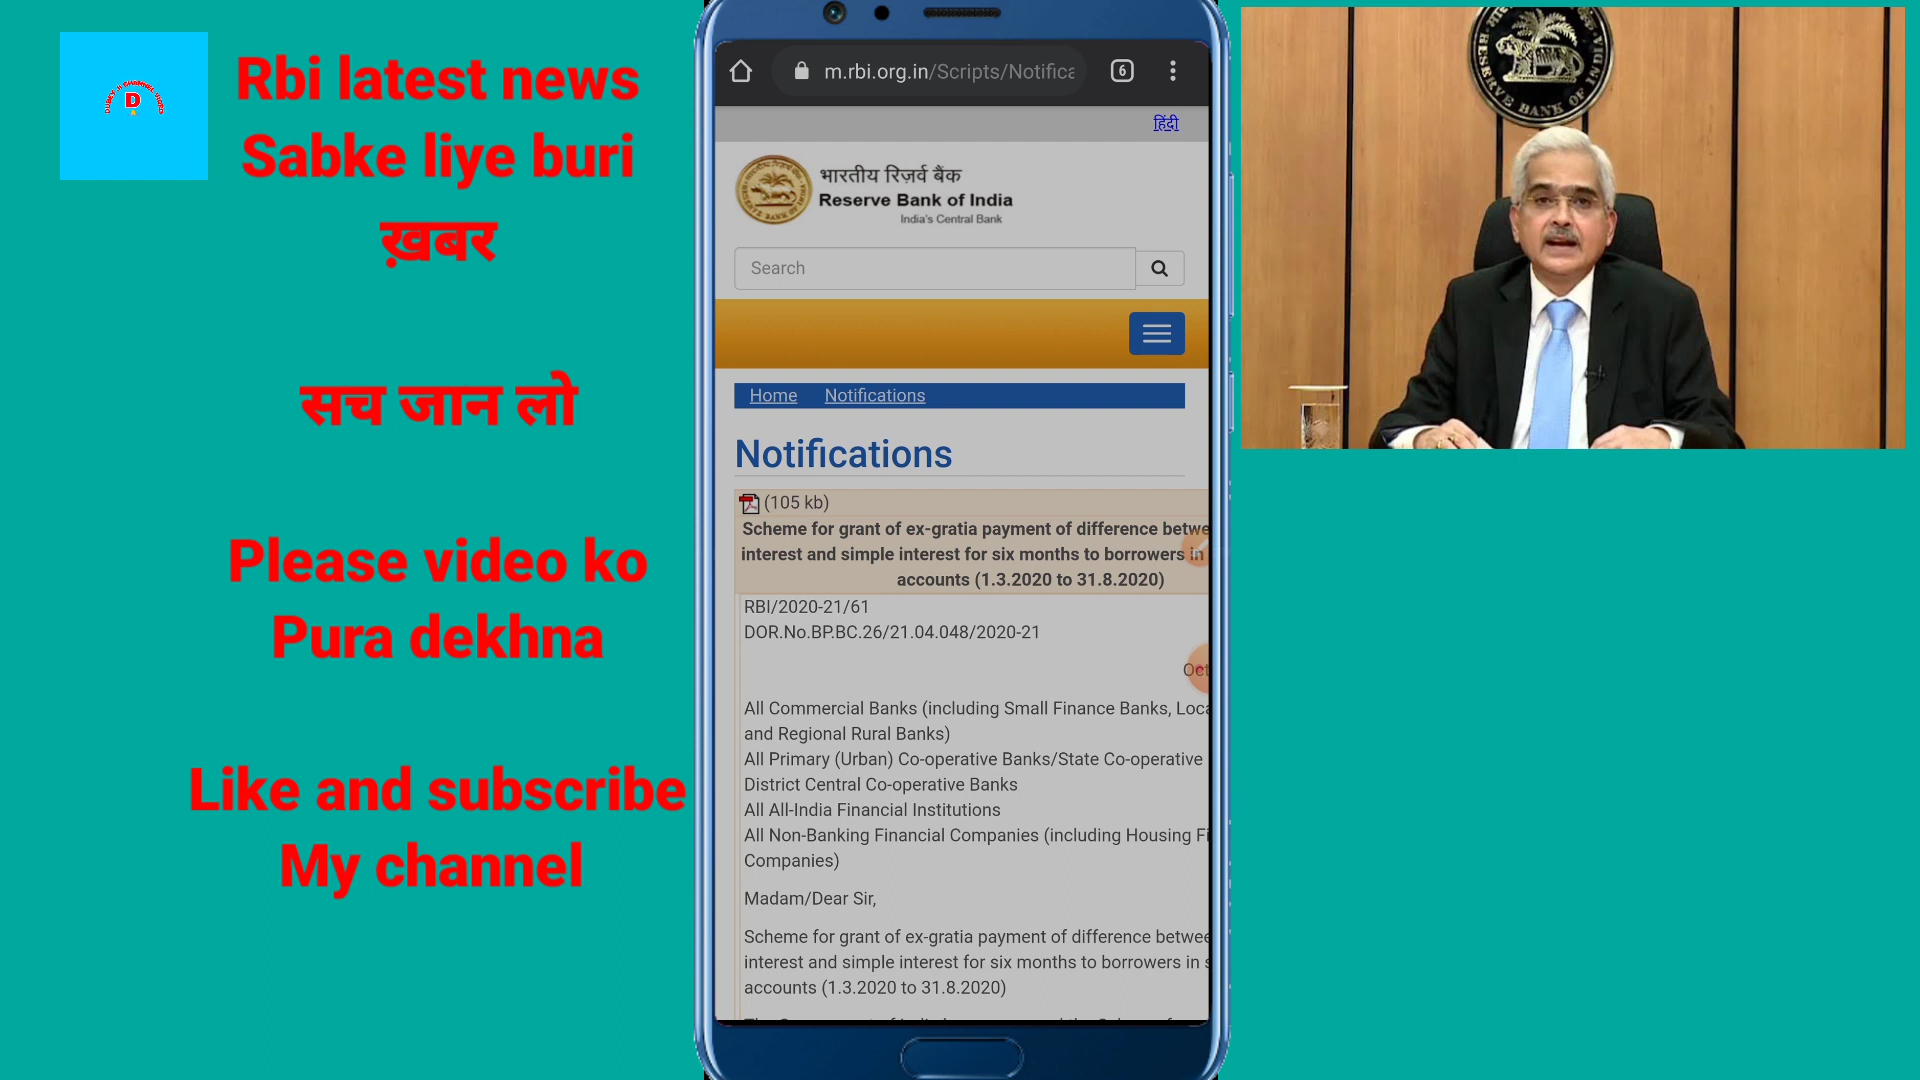 Rbi latest news
Sabke liye buri
ख़बर
सच जान लो
Please video ko
Pura dekhna
Like and subscribe
My channel
D
m.rbi.org.in/Scripts/Notifica
6
हिंदी
भारतीय रिज़र्व बैंक
Reserve Bank of India
India's Central Bank
Search
Home Notifications
Notifications
(105 kb)
Scheme for grant of ex-gratia payment of difference betwe
interest and simple interest for six months to borrowers in
accounts (1.3.2020 to 31.8.2020)
RBI/2020-21/61
DOR.No.BP.BC.26/21.04.048/2020-21
Oct
All Commercial Banks (including Small Finance Banks, Loca
and Regional Rural Banks)
All Primary (Urban) Co-operative Banks/State Co-operative
District Central Co-operative Banks
All All-India Financial Institutions
All Non-Banking Financial Companies (including Housing Fi
Companies)
Madam/Dear Sir,
Scheme for grant of ex-gratia payment of difference betwee
interest and simple interest for six months to borrowers in s
accounts (1.3.2020 to 31.8.2020)
RESERVE BANK OF INDIA